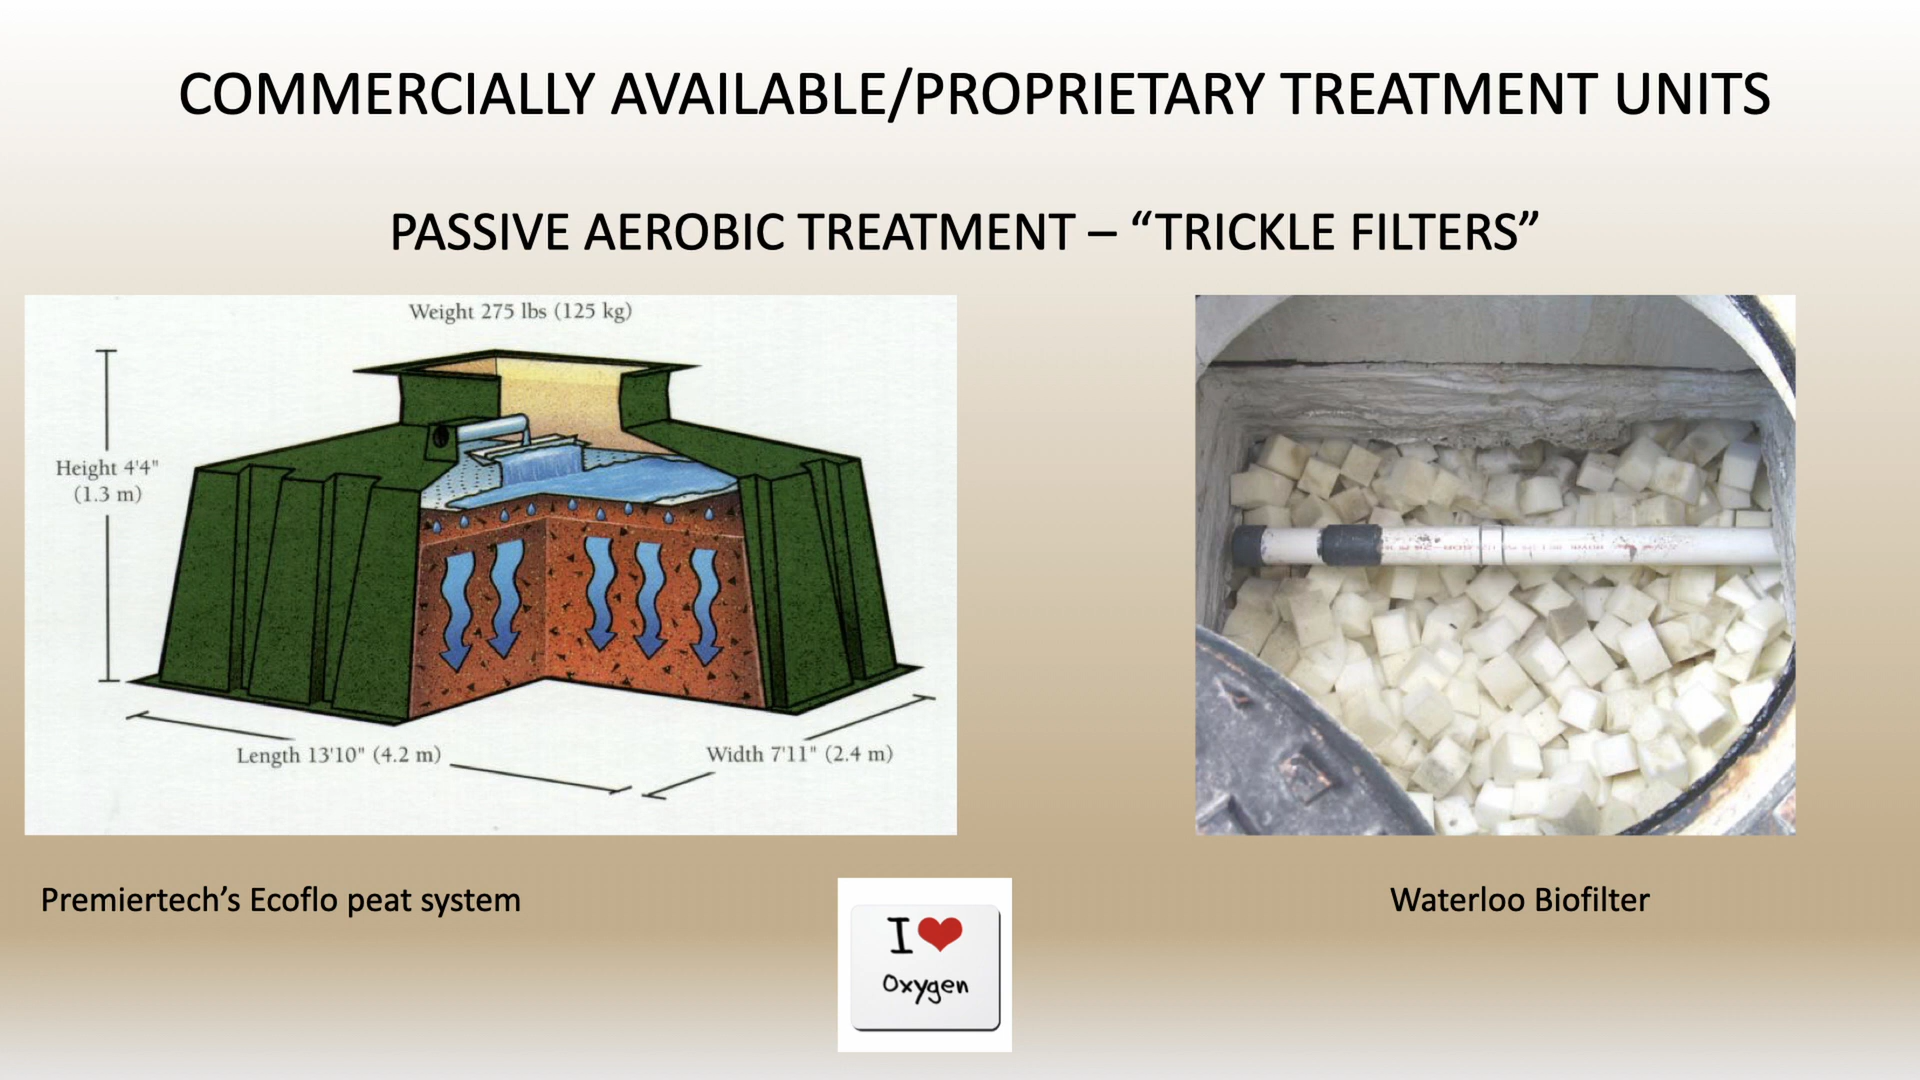 COMMERCIALLY AVAILABLE/PROPRIETARY TREATMENT UNITS
PASSIVE AEROBIC TREATMENT – “TRICKLE FILTERS”
Weight 275 lbs (125 kg)
Height 4'4"
(1.3 m)
Length 13'10" (4.2 m)
Width 7'11" (2.4 m)
Premiertech’s Ecoflo peat system
Waterloo Biofilter
I ❤
Oxygen